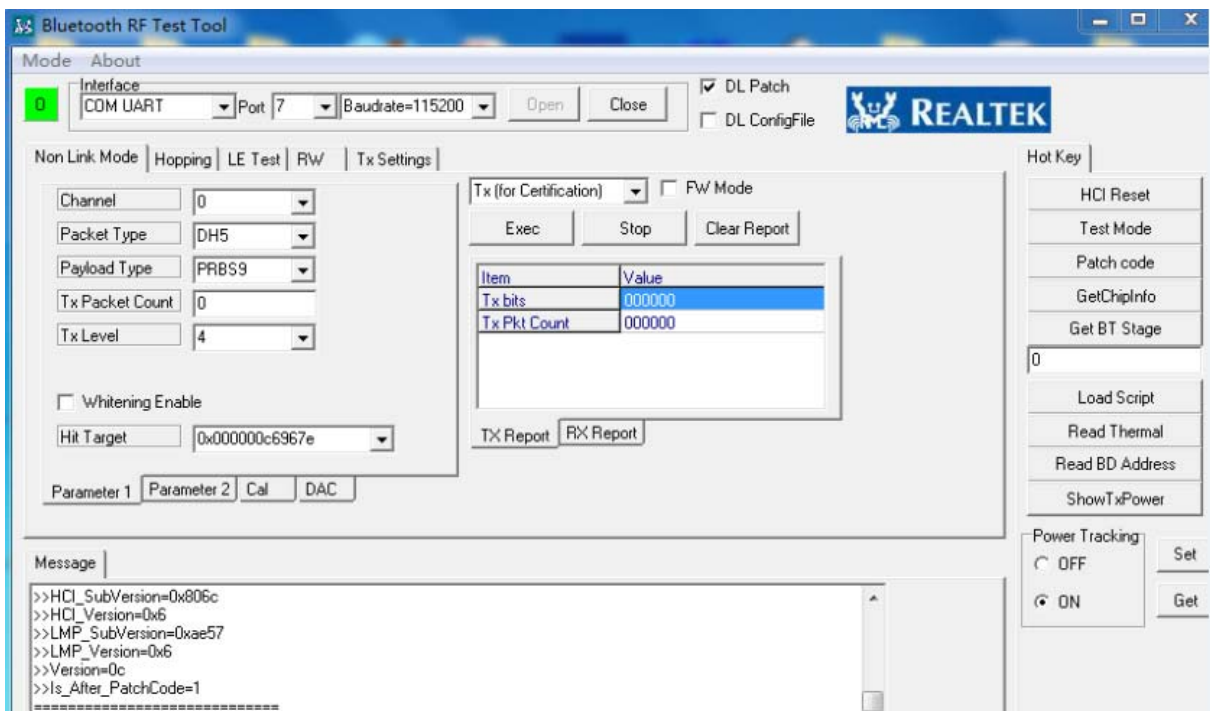 Bluetooth RF Test Tool
Mode About
Interface
0 COM UART Port 7 Baudrate=115200 Open Close
DL Patch
DL ConfigFile
REALTEK
Non Link Mode Hopping LE Test RW Tx Settings
Channel 0
Packet Type DH5
Payload Type PRBS9
Tx Packet Count 0
Tx Level 4
Whitening Enable
Hit Target 0x000000c6967e
Parameter 1 Parameter 2 Cal DAC
Tx (for Certification) FW Mode
Exec Stop Clear Report
Item Value
Tx bits 000000
Tx Pkt Count 000000
TX Report RX Report
Hot Key
HCI Reset
Test Mode
Patch code
GetChipInfo
Get BT Stage
0
Load Script
Read Thermal
Read BD Address
ShowTxPower
Power Tracking
OFF Set
ON Get
Message
>>HCI_SubVersion=0x806c
>>HCI_Version=0x6
>>LMP_SubVersion=0xae57
>>LMP_Version=0x6
>>Version=0c
>>Is_After_PatchCode=1
==============================